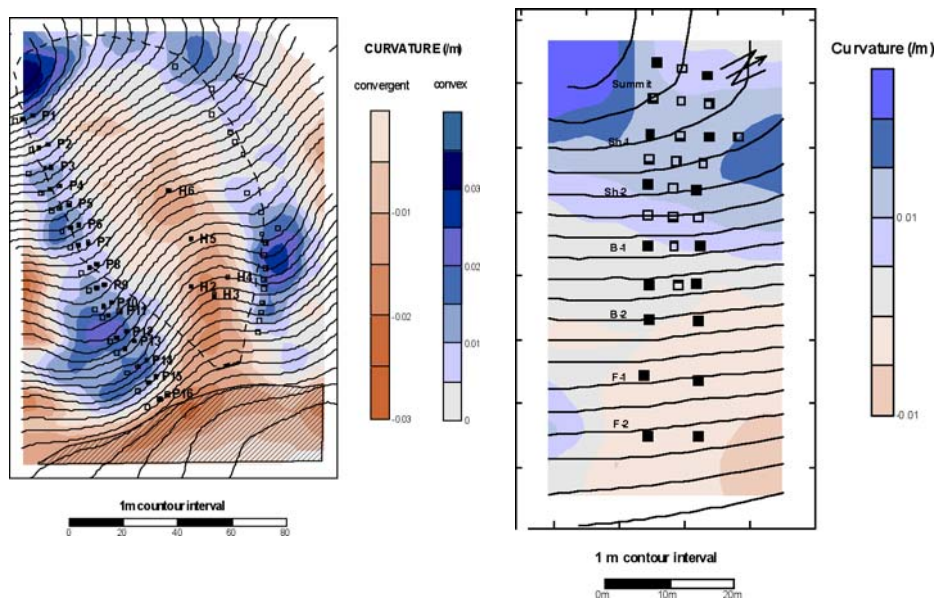 CURVATURE (/m)
convergent convex
-0.01
-0.02
-0.03
0.03
0.02
0.01
0
P1
P2
P3
P4
P5
P6
P7
P8
P9
P10
P11
P12
P13
P14
P15
P16
H6
H5
H4
H2
H3
1m countour interval
0 20 40 60 80
Curvature (/m)
0.01
-0.01
Summit
Sh-1
Sh-2
B-1
B-2
F-1
F-2
x
1 m contour interval
0m 10m 20m